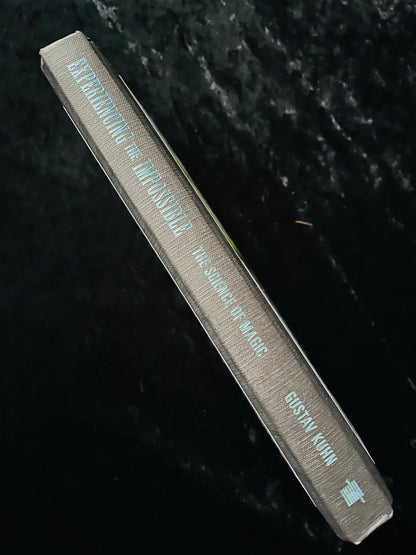 EXPERIENCING THE IMPOSSIBLE
THE SCIENCE OF MAGIC
GUSTAV KUHN